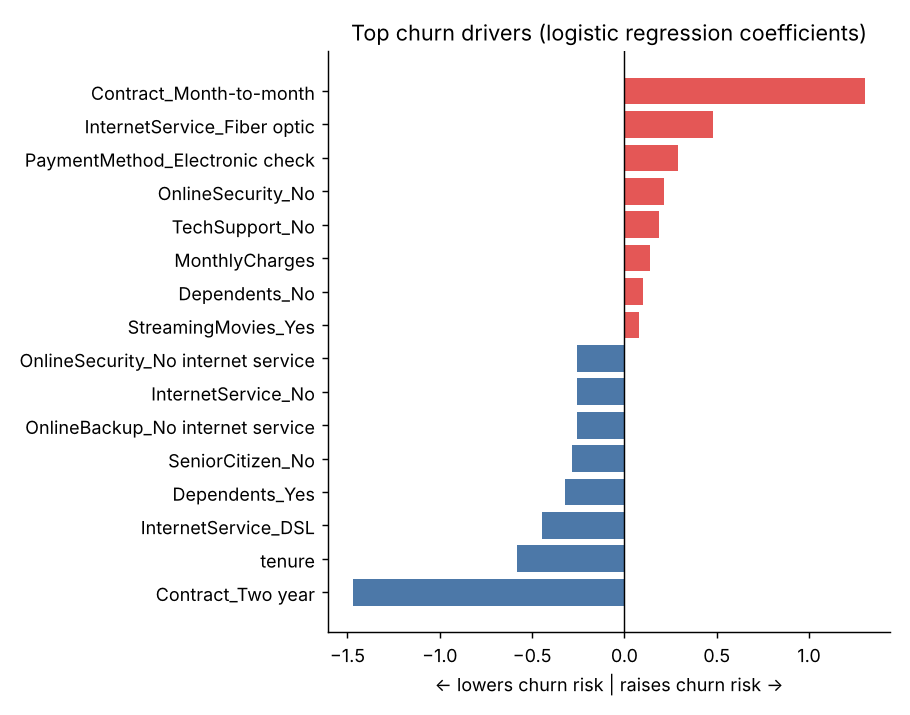 Top churn drivers (logistic regression coefficients)
Contract_Month-to-month
InternetService_Fiber optic
PaymentMethod_Electronic check
OnlineSecurity_No
TechSupport_No
MonthlyCharges
Dependents_No
StreamingMovies_Yes
OnlineSecurity_No internet service
InternetService_No
OnlineBackup_No internet service
SeniorCitizen_No
Dependents_Yes
InternetService_DSL
tenure
Contract_Two year
−1.5 −1.0 −0.5 0.0 0.5 1.0
← lowers churn risk | raises churn risk →